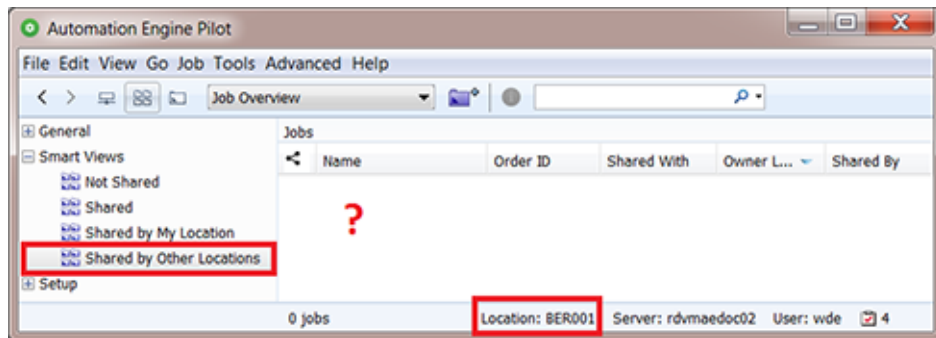 Automation Engine Pilot
File Edit View Go Job Tools Advanced Help
Job Overview
General
Jobs
Smart Views
Name Order ID Shared With Owner L... Shared By
Not Shared
Shared
?
Shared by My Location
Shared by Other Locations
Setup
0 jobs Location: BER001 Server: rdvmaedoc02 User: wde 4